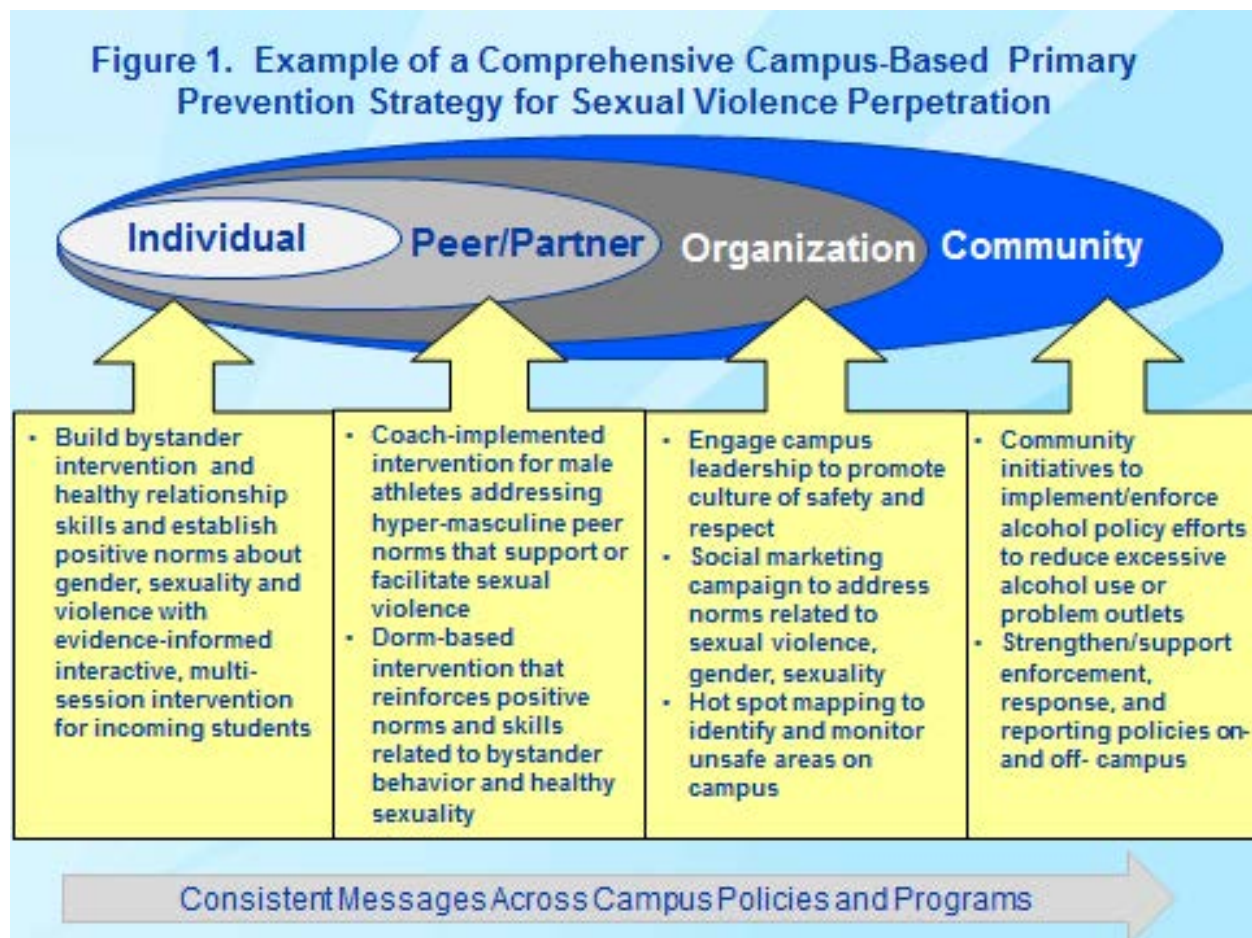 Figure 1.  Example of a Comprehensive Campus-Based  Primary
Prevention Strategy for Sexual Violence Perpetration
Individual
Peer/Partner
Organization
Community
• Build bystander
intervention  and
healthy relationship
skills and establish
positive norms about
gender, sexuality and
violence with
evidence-informed
interactive, multi-
session intervention
for incoming students
• Coach-implemented
intervention for male
athletes addressing
hyper-masculine peer
norms that support or
facilitate sexual
violence
• Dorm-based
intervention that
reinforces positive
norms and skills
related to bystander
behavior and healthy
sexuality
• Engage campus
leadership to promote
culture of safety and
respect
• Social marketing
campaign to address
norms related to
sexual violence,
gender, sexuality
• Hot spot mapping to
identify and monitor
unsafe areas on
campus
• Community
initiatives to
implement/enforce
alcohol policy efforts
to reduce excessive
alcohol use or
problem outlets
• Strengthen/support
enforcement,
response, and
reporting policies on-
and off- campus
Consistent Messages Across Campus Policies and Programs